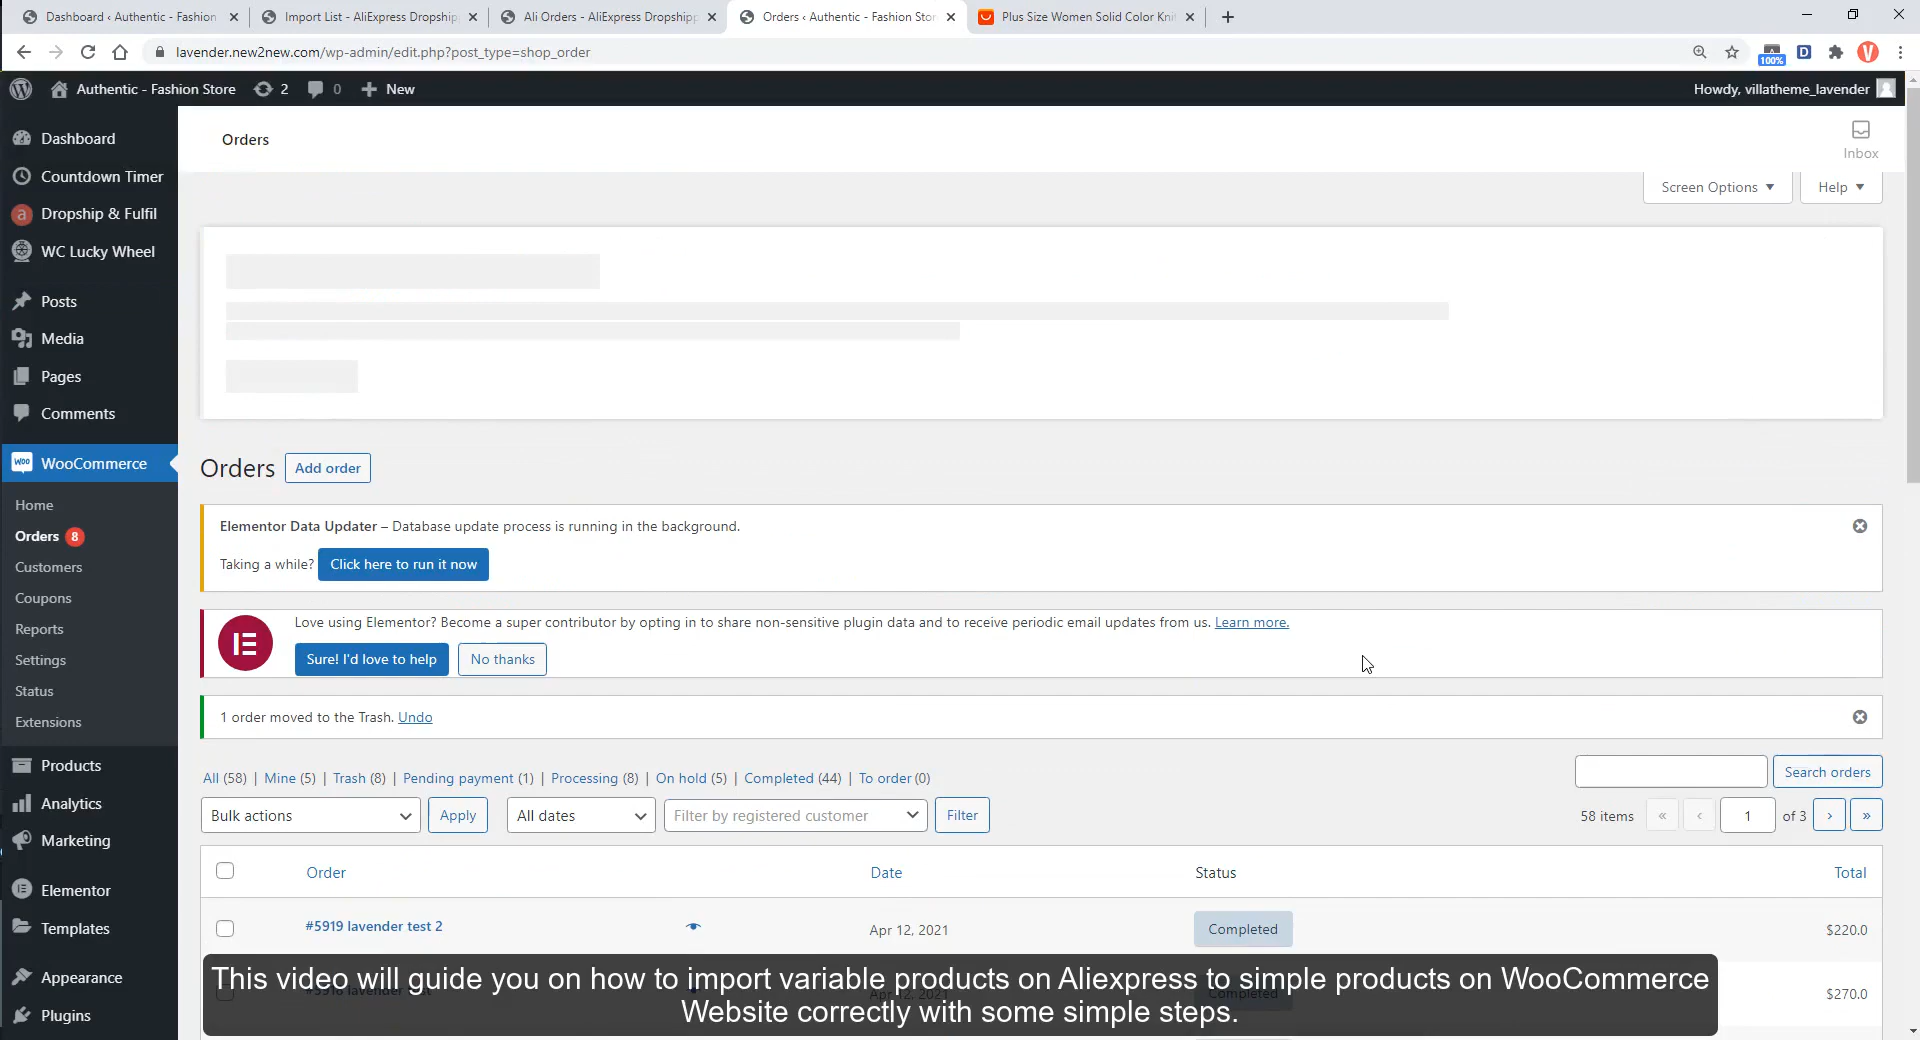 Dashboard ‹ Authentic - Fashion
Import List - AliExpress Dropship
Ali Orders - AliExpress Dropship
Orders ‹ Authentic - Fashion Stor
Plus Size Women Solid Color Kni
lavender.new2new.com/wp-admin/edit.php?post_type=shop_order
100%
D
V
Authentic - Fashion Store
2
0
New
Howdy, villatheme_lavender
Dashboard
Countdown Timer
a
Dropship & Fulfil
WC Lucky Wheel
Posts
Media
Pages
Comments
Woo
WooCommerce
Home
Orders 8
Customers
Coupons
Reports
Settings
Status
Extensions
Products
Analytics
Marketing
Elementor
Templates
Appearance
Plugins
Orders
Inbox
Screen Options
Help
Orders
Add order
Elementor Data Updater – Database update process is running in the background.
Taking a while? Click here to run it now
Love using Elementor? Become a super contributor by opting in to share non-sensitive plugin data and to receive periodic email updates from us. Learn more.
Sure! I'd love to help
No thanks
1 order moved to the Trash. Undo
All (58) | Mine (5) | Trash (8) | Pending payment (1) | Processing (8) | On hold (5) | Completed (44) | To order (0)
Search orders
Bulk actions
Apply
All dates
Filter by registered customer
Filter
58 items « ‹ 1 of 3 › »
Order
Date
Status
Total
#5919 lavender test 2
Apr 12, 2021
Completed
$220.0
$270.0
This video will guide you on how to import variable products on Aliexpress to simple products on WooCommerce
Website correctly with some simple steps.